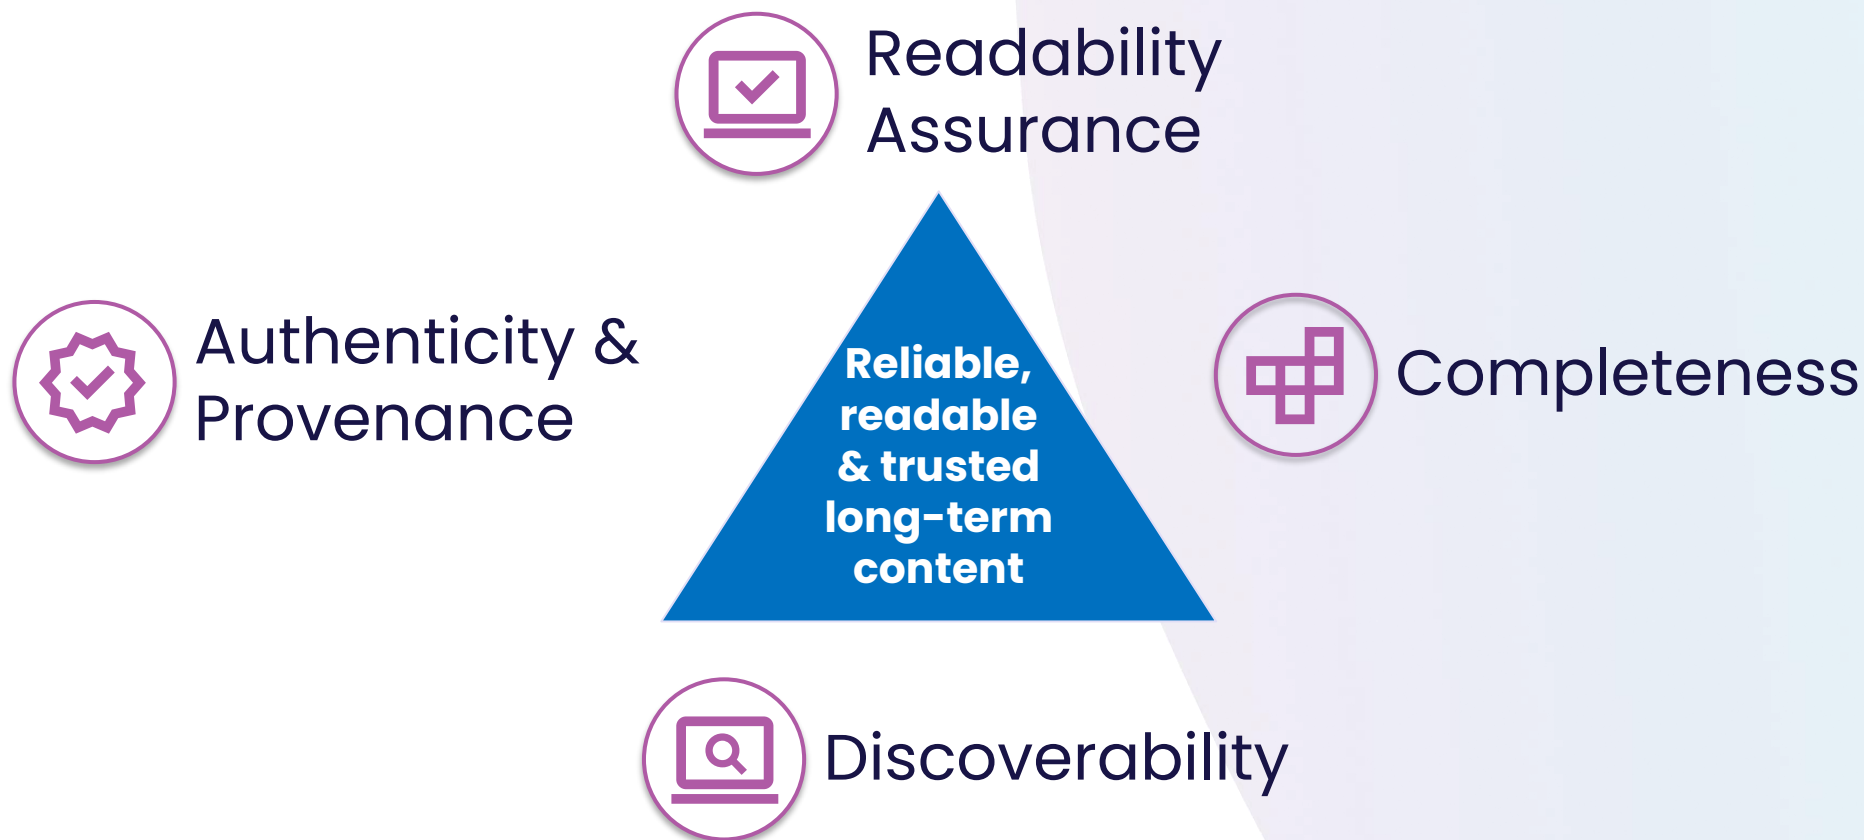 Readability
Assurance
Authenticity &
Provenance
Reliable,
readable
& trusted
long-term
content
Completeness
Discoverability